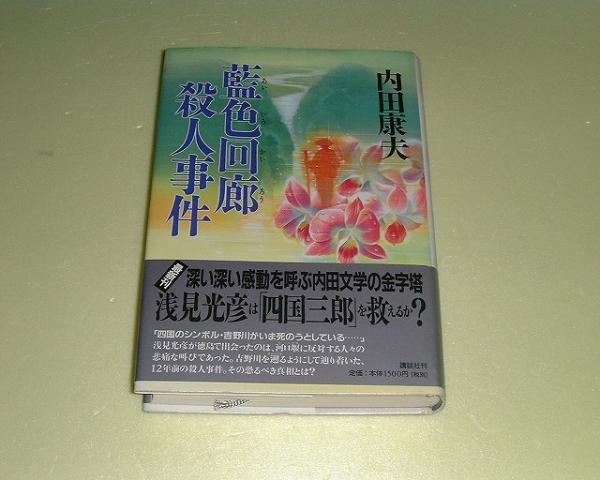 内田康夫
藍色回廊
殺人事件
最新刊
深い深い感動を呼ぶ内田文学の金字塔
浅見光彦は「四国三郎」を救えるか?
「四国のシンボル・吉野川がいま死のうとしている……」
浅見光彦が徳島で出会ったのは、河口堰に反対する人々の
悲痛な叫びであった。吉野川を遡るようにして辿り着いた、
12年前の殺人事件。その恐るべき真相とは?
講談社刊
定価:本体1500円(税別)